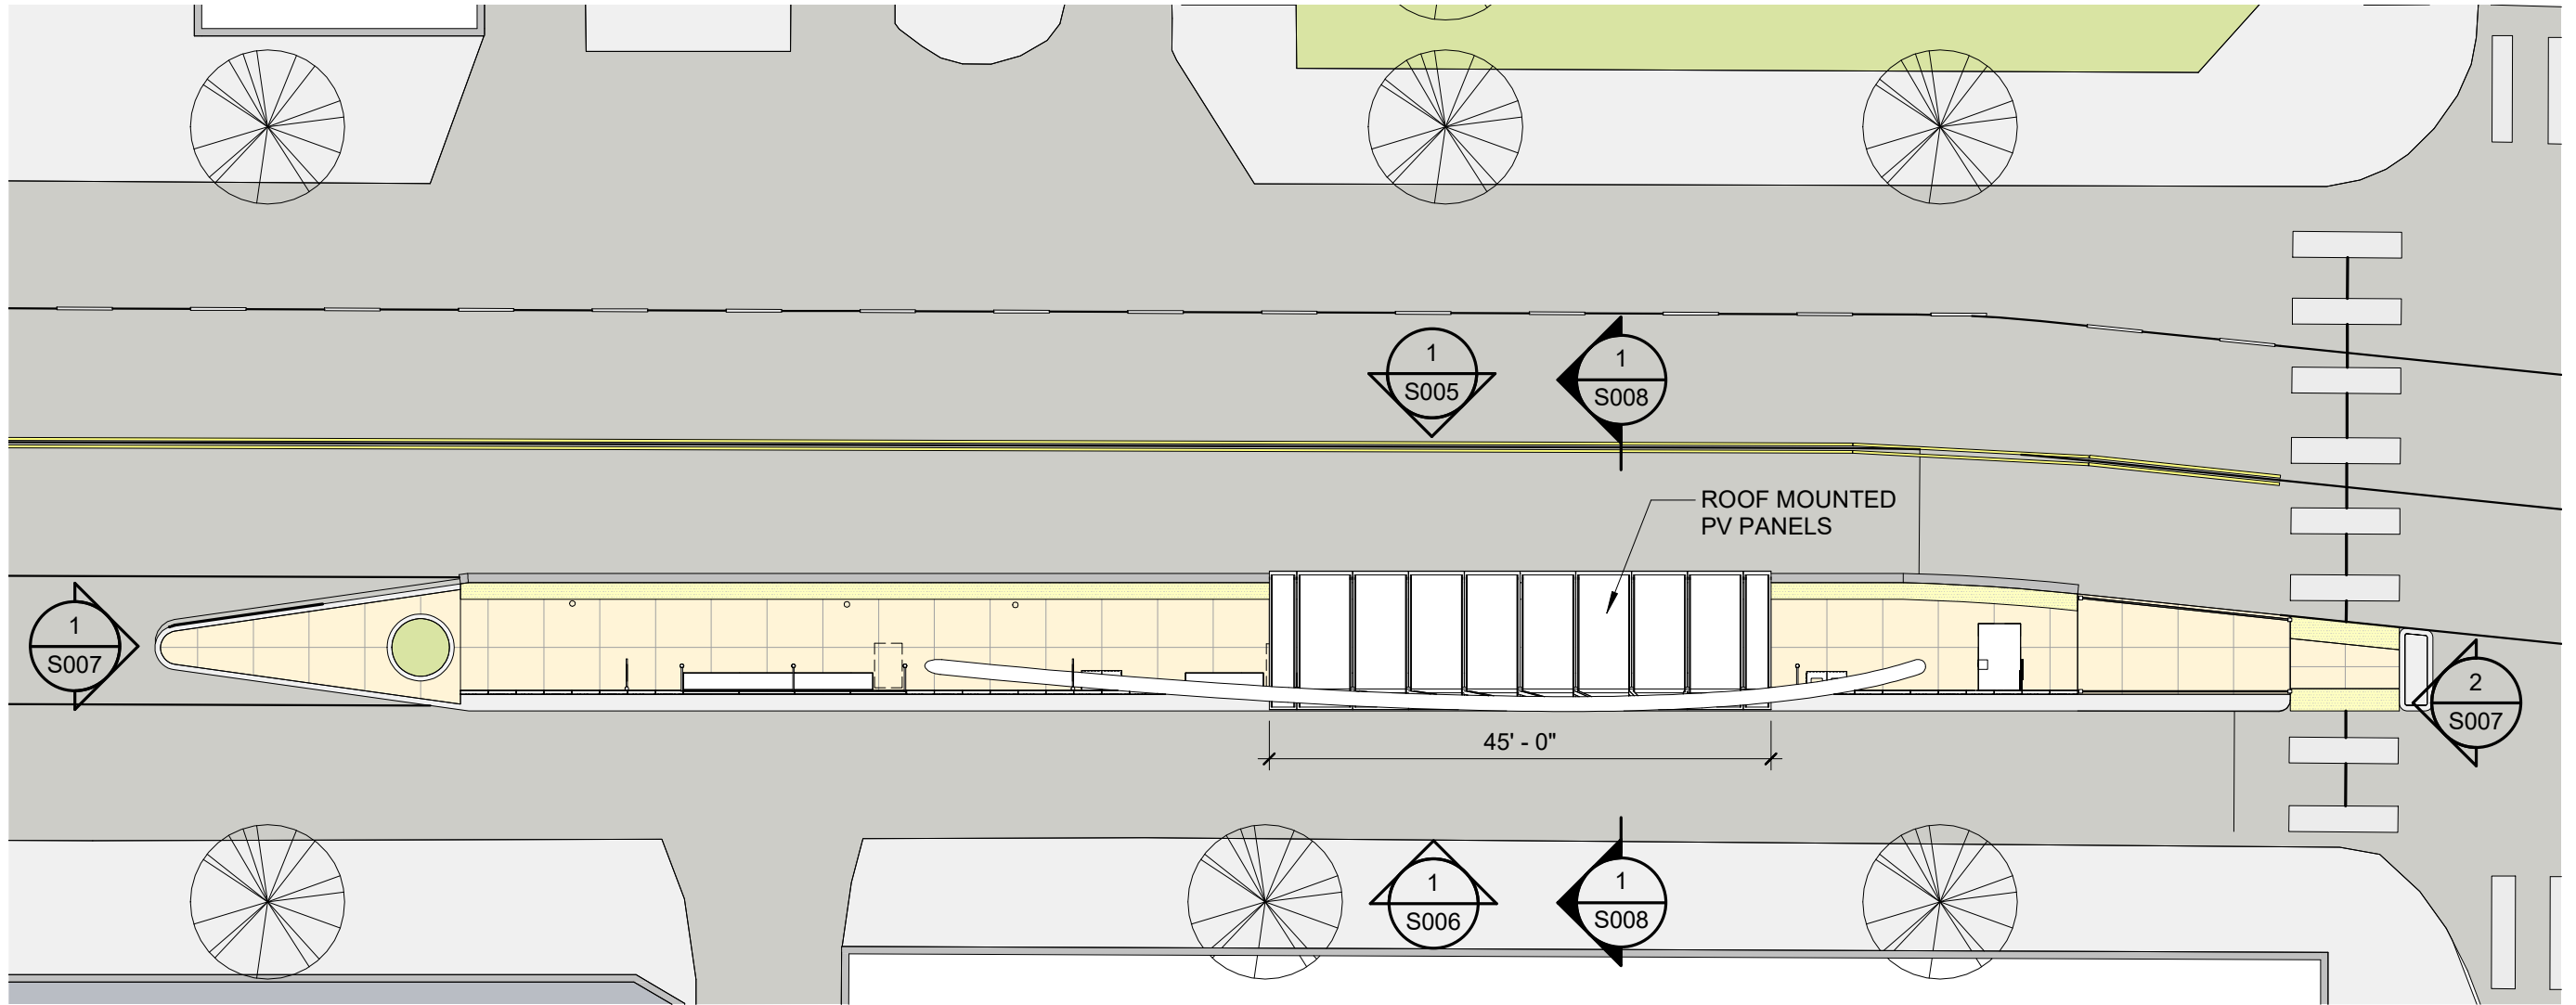 1
S005
1
S008
ROOF MOUNTED
PV PANELS
1
S007
2
S007
45' - 0"
1
S006
1
S008